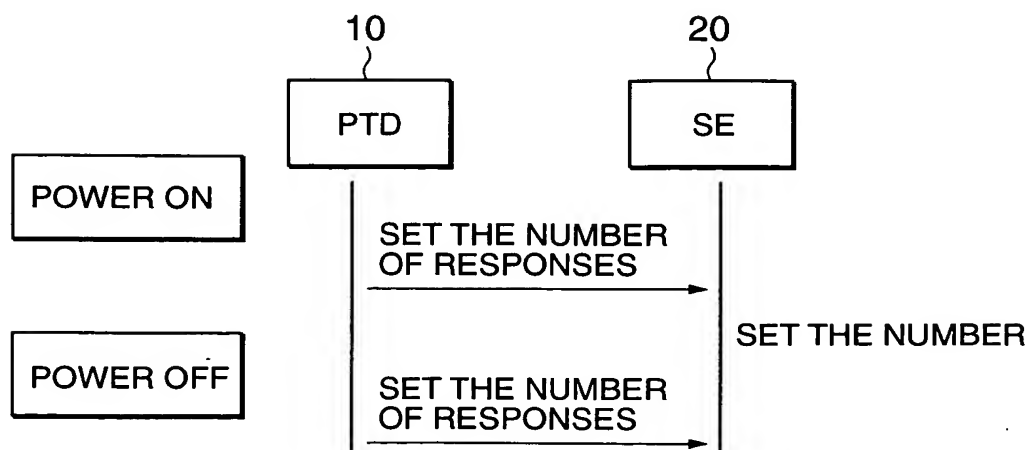 10
20
PTD
SE
POWER ON
SET THE NUMBER
OF RESPONSES
SET THE NUMBER
POWER OFF
SET THE NUMBER
OF RESPONSES